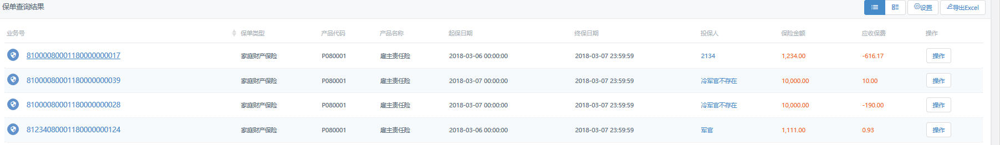 保单查询结果 设置 导出Excel
业务号 保单类型 产品代码 产品名称 起保日期 终保日期 投保人 保险金额 应收保费 操作
81000080001180000000017 家庭财产保险 P080001 雇主责任险 2018-03-06 00:00:00 2018-03-07 23:59:59 2134 1,234.00 -616.17 操作
81000080001180000000039 家庭财产保险 P080001 雇主责任险 2018-03-07 00:00:00 2018-03-07 23:59:59 冷军官不存在 10,000.00 10.00 操作
81000080001180000000028 家庭财产保险 P080001 雇主责任险 2018-03-07 00:00:00 2018-03-07 23:59:59 冷军官不存在 10,000.00 -190.00 操作
81234080001180000000124 家庭财产保险 P080001 雇主责任险 2018-03-06 00:00:00 2018-03-07 23:59:59 军官 1,111.00 0.93 操作